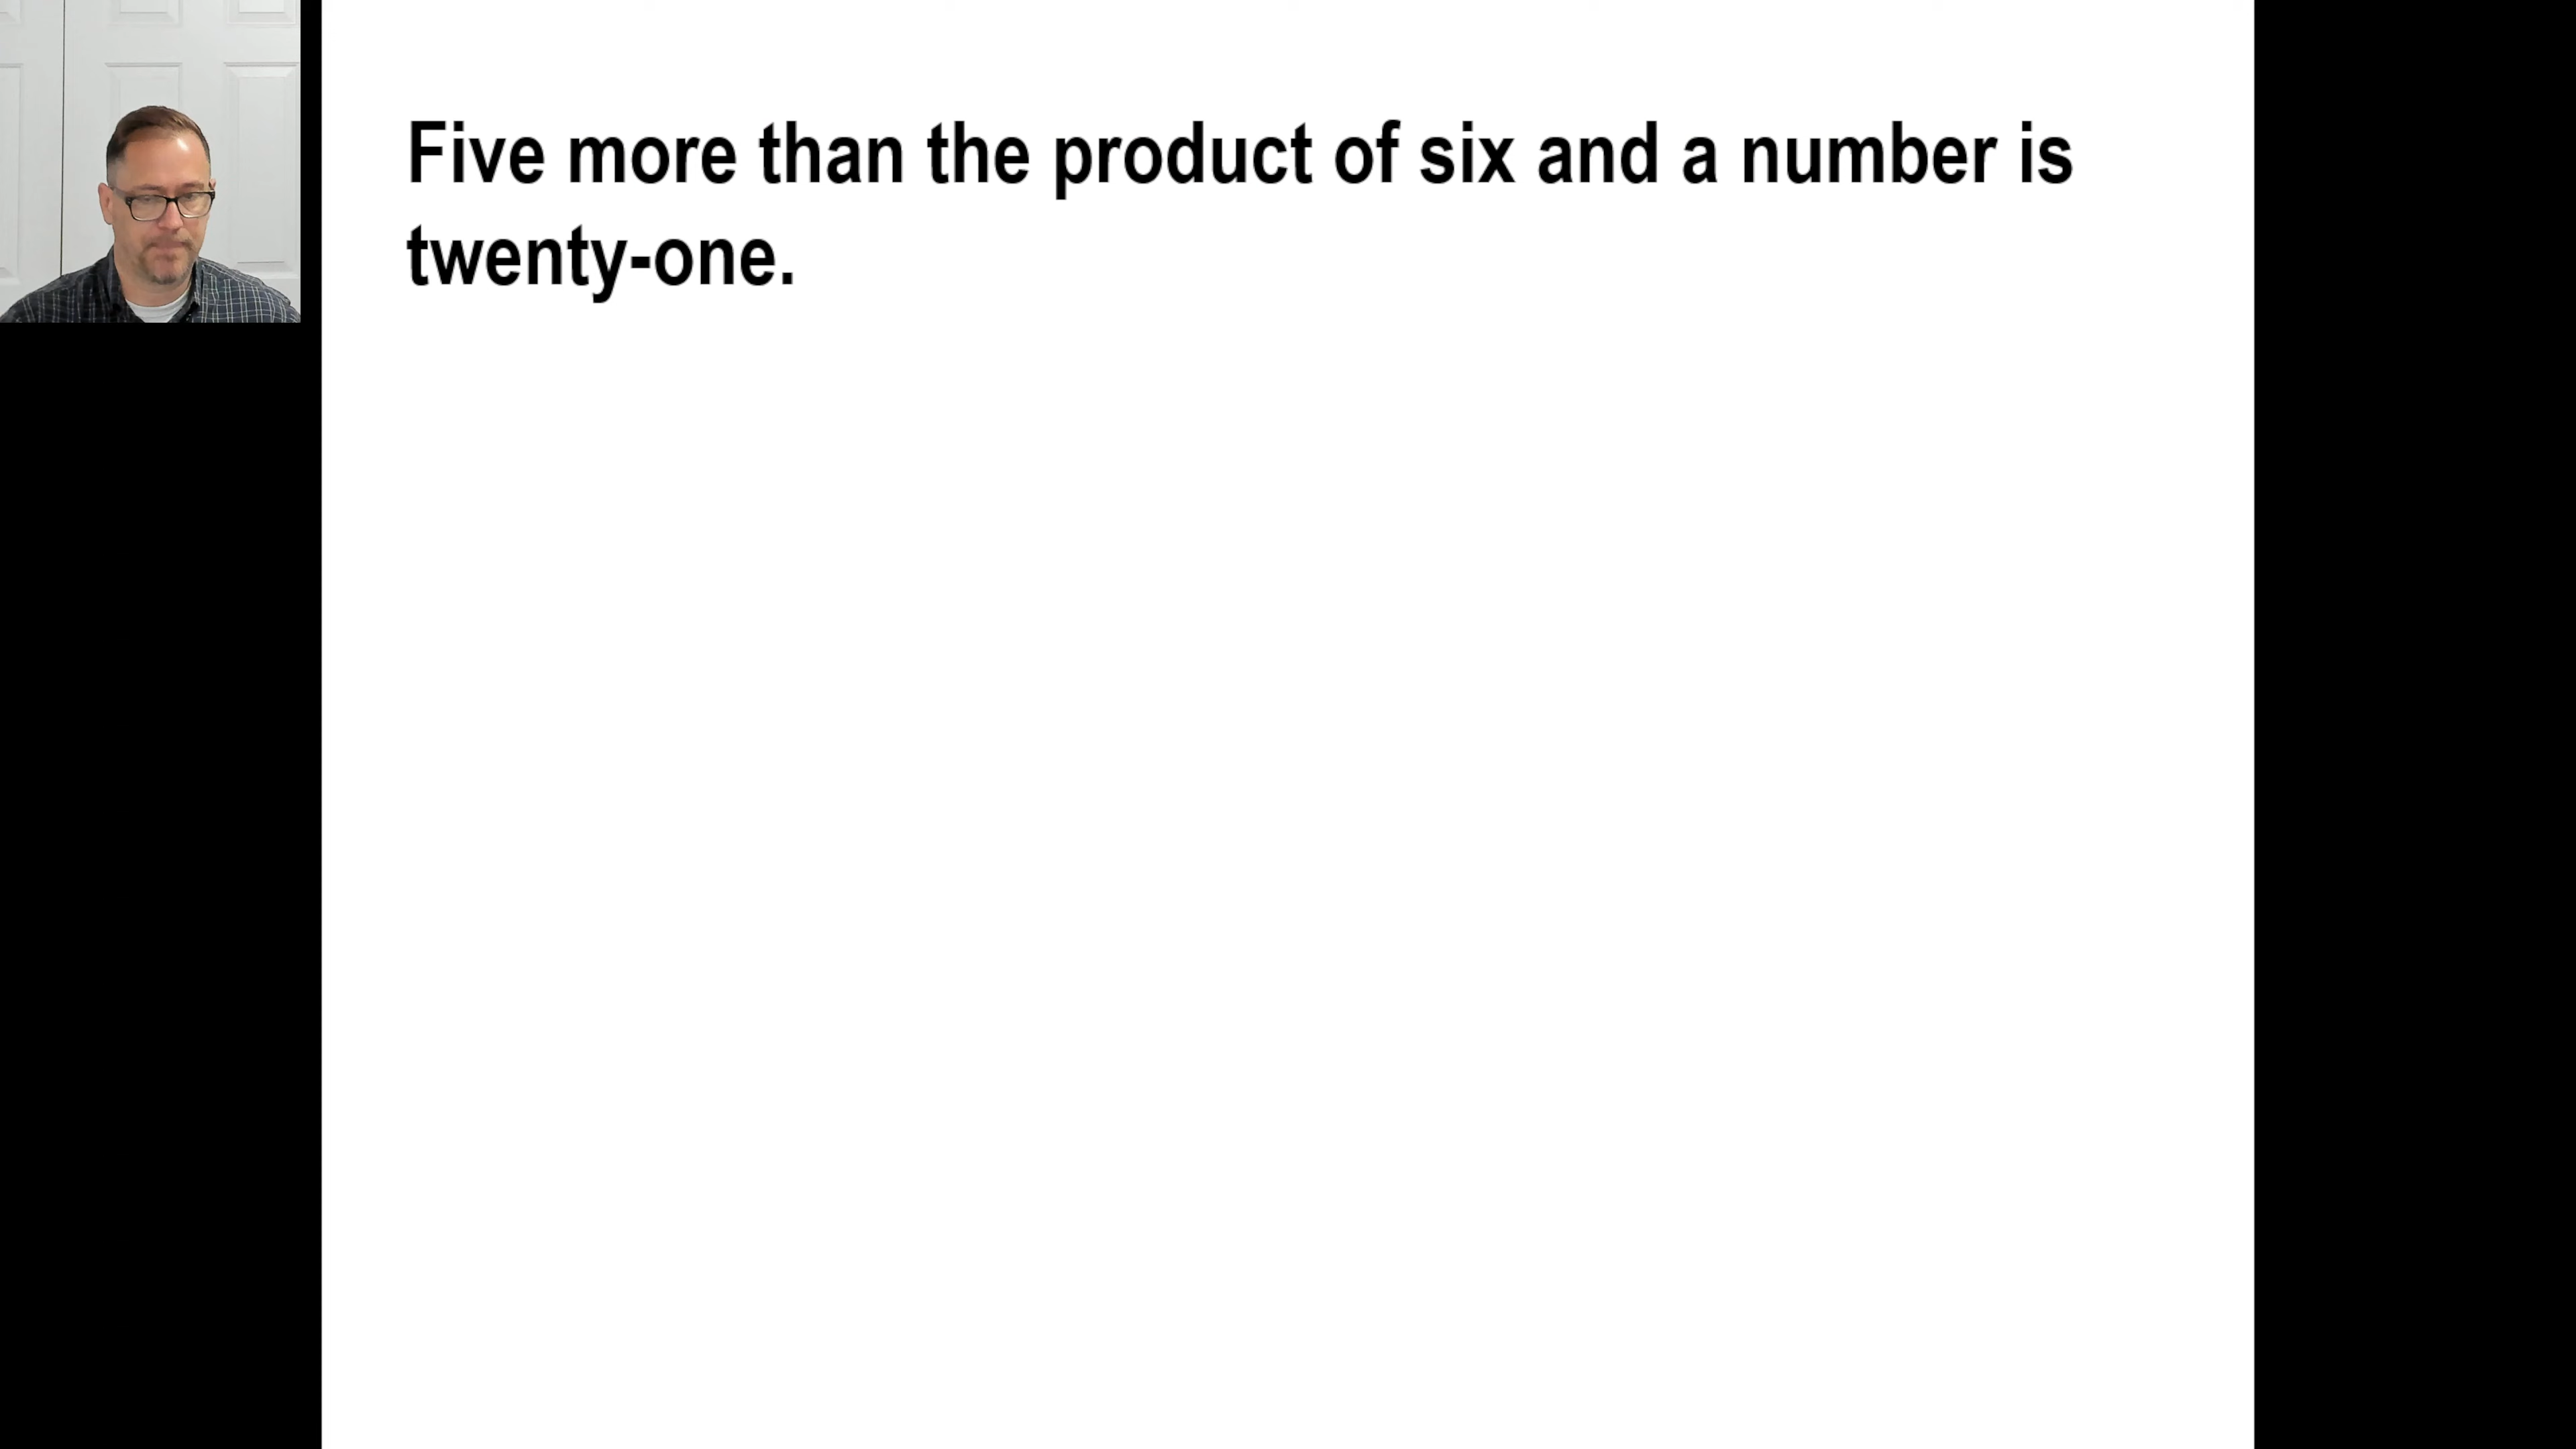 Five more than the product of six and a number is
twenty-one.